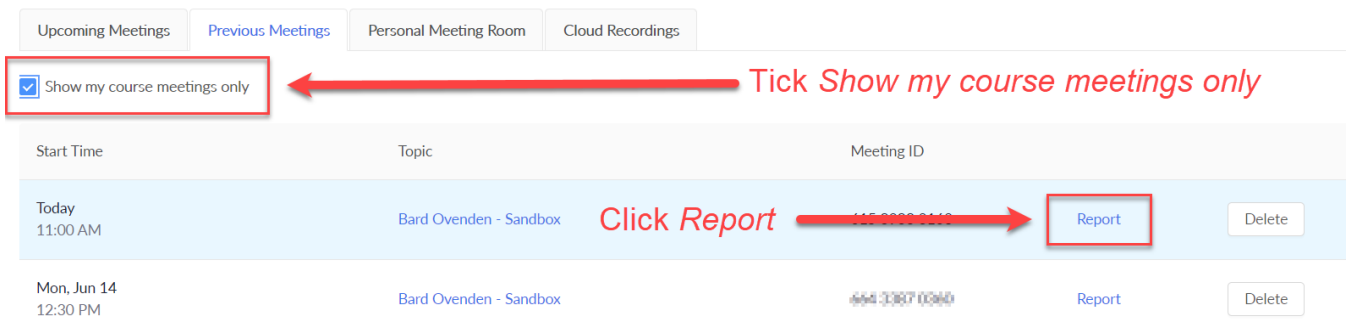 Upcoming Meetings Previous Meetings Personal Meeting Room Cloud Recordings
Show my course meetings only
Tick Show my course meetings only
Start Time Topic Meeting ID
Today
11:00 AM
Bard Ovenden - Sandbox
Click Report
Report Delete
Mon, Jun 14
12:30 PM
Bard Ovenden - Sandbox
Report Delete